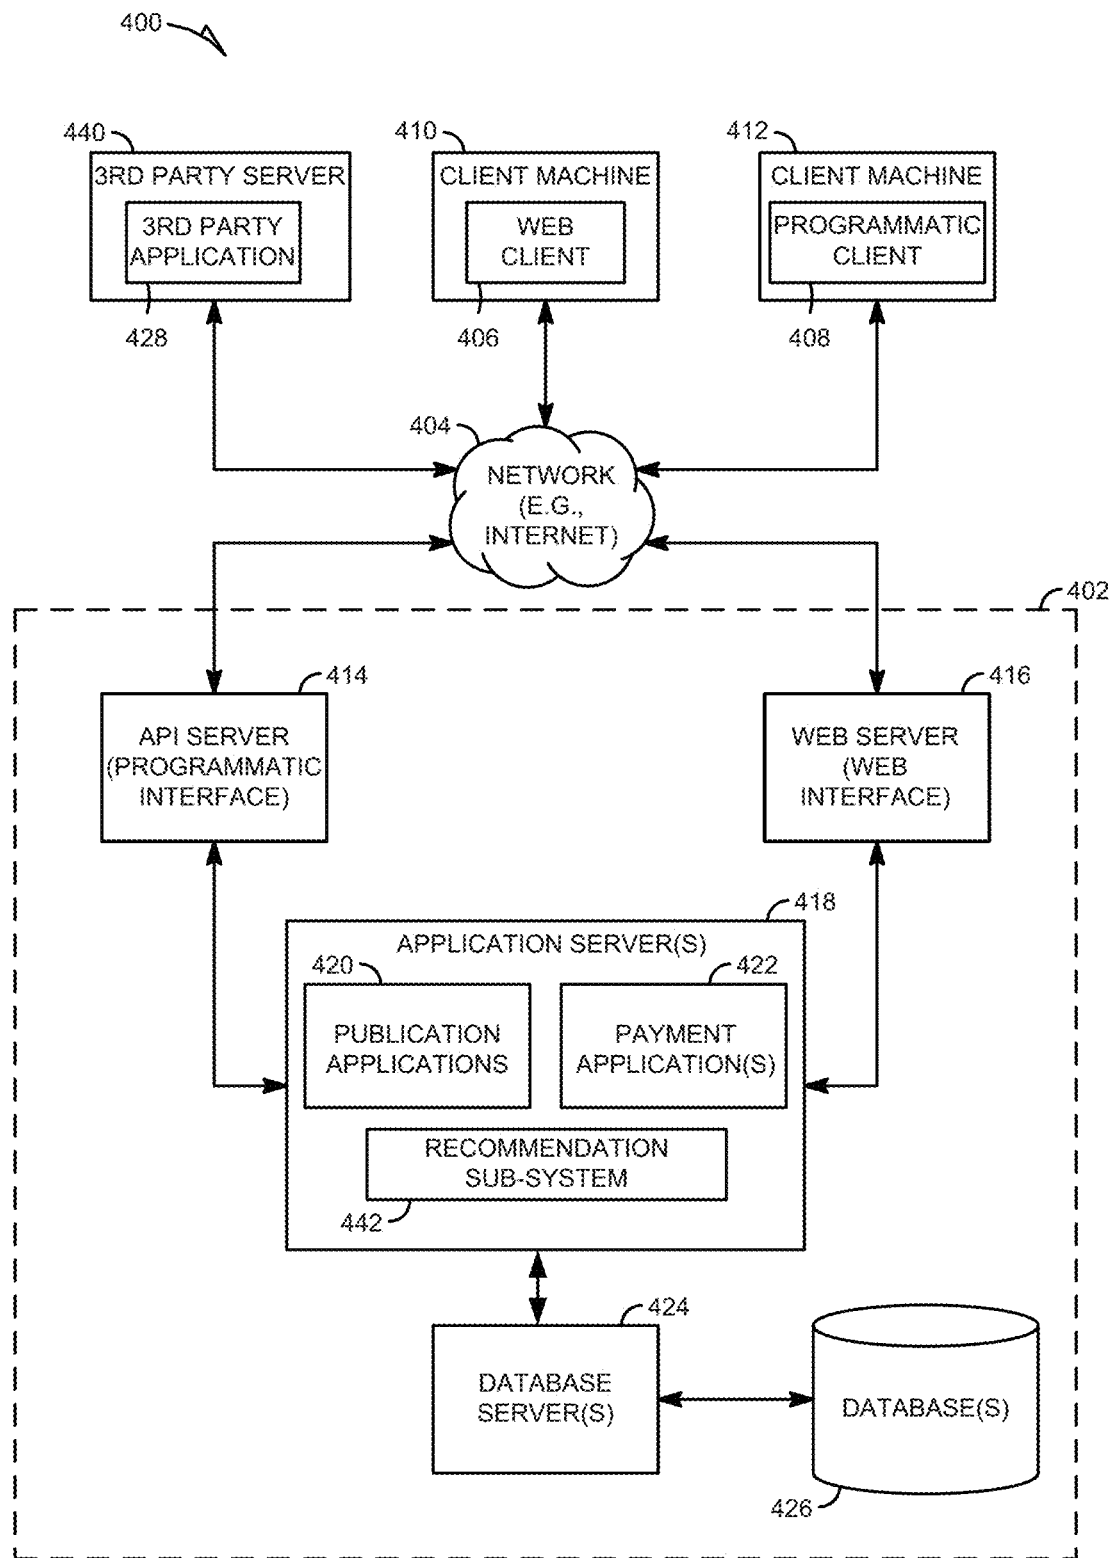 400
440
410
412
3RD PARTY SERVER
CLIENT MACHINE
CLIENT MACHINE
3RD PARTY
APPLICATION
WEB
CLIENT
PROGRAMMATIC
CLIENT
428
406
408
404
NETWORK
(E.G.,
INTERNET)
402
414
416
API SERVER
(PROGRAMMATIC
INTERFACE)
WEB SERVER
(WEB
INTERFACE)
418
APPLICATION SERVER(S)
420
422
PUBLICATION
APPLICATIONS
PAYMENT
APPLICATION(S)
RECOMMENDATION
SUB-SYSTEM
442
424
DATABASE
SERVER(S)
DATABASE(S)
426